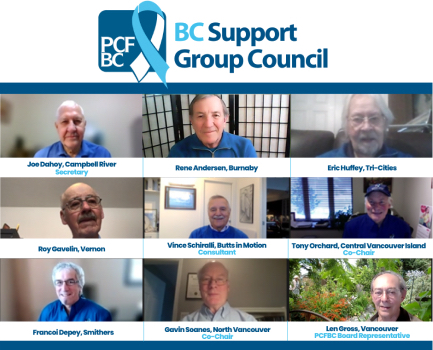 PCF
BC
BC Support
Group Council
Joe Dahoy, Campbell River
Secretary
Rene Andersen, Burnaby
Eric Huffey, Tri-Cities
Roy Gavelin, Vernon
Vince Schiralli, Butts in Motion
Consultant
Tony Orchard, Central Vancouver Island
Co-Chair
Francoi Depey, Smithers
Gavin Soanes, North Vancouver
Co-Chair
Len Gross, Vancouver
PCFBC Board Representative